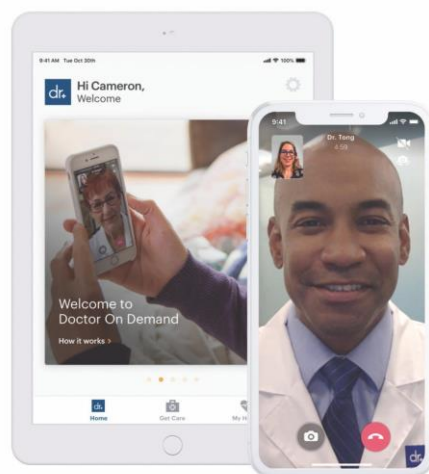 9:41 AM Tue Oct 30th
100%
dr+
Hi Cameron,
Welcome
Welcome to
Doctor On Demand
How it works >
dr+
Home
Get Care
9:41
Dr. Tong
4:59
dr+